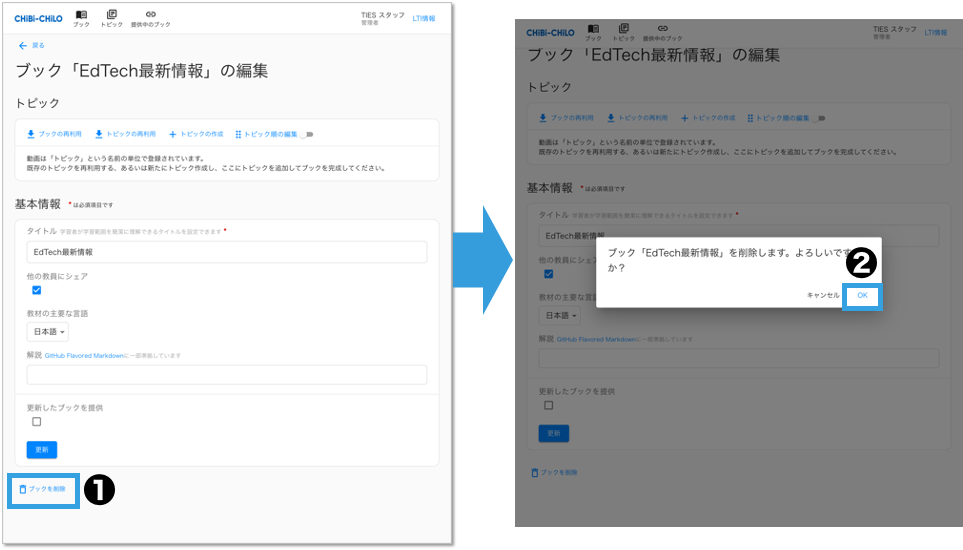 CHiBi-CHiLO
ブック
トピック
提供中のブック
TIES スタッフ
管理者
LTI情報
戻る
ブック「EdTech最新情報」の編集
トピック
ブックの再利用 トピックの再利用 トピックの作成 トピック順の編集
動画は「トピック」という名前の単位で登録されています。
既存のトピックを再利用する、あるいは新たにトピック作成し、ここにトピックを追加してブックを完成してください。
基本情報 *は必須項目です
タイトル 学習者が学習範囲を簡潔に理解できるタイトルを設定できます *
EdTech最新情報
他の教員にシェア
教材の主要な言語
日本語
解説 GitHub Flavored Markdownに一部準拠しています
更新したブックを提供
更新
ブックを削除
1
CHiBi-CHiLO
ブック
トピック
提供中のブック
TIES スタッフ
管理者
LTI情報
ブック「EdTech最新情報」の編集
トピック
ブックの再利用 トピックの再利用 トピックの作成 トピック順の編集
動画は「トピック」という名前の単位で登録されています。
既存のトピックを再利用する、あるいは新たにトピック作成し、ここにトピックを追加してブックを完成してください。
基本情報 *は必須項目です
タイトル 学習者が学習範囲を簡潔に理解できるタイトルを設定できます *
EdTech最新情報
ブック「EdTech最新情報」を削除します。よろしいです
か？
2
キャンセル OK
他の教員にシェ
教材の主要な言語
日本語
解説 GitHub Flavored Markdownに一部準拠しています
更新したブックを提供
更新
ブックを削除